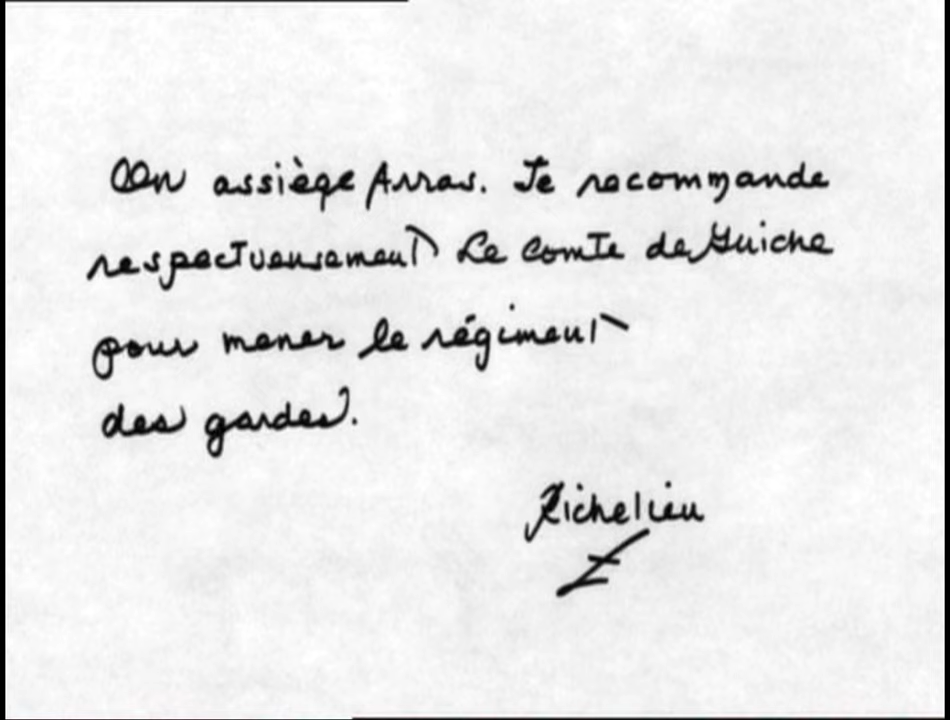 On assiège Arras. Je recommande
respectueusement Le Comte de Guiche
pour mener le régiment
des gardes.
Richelieu